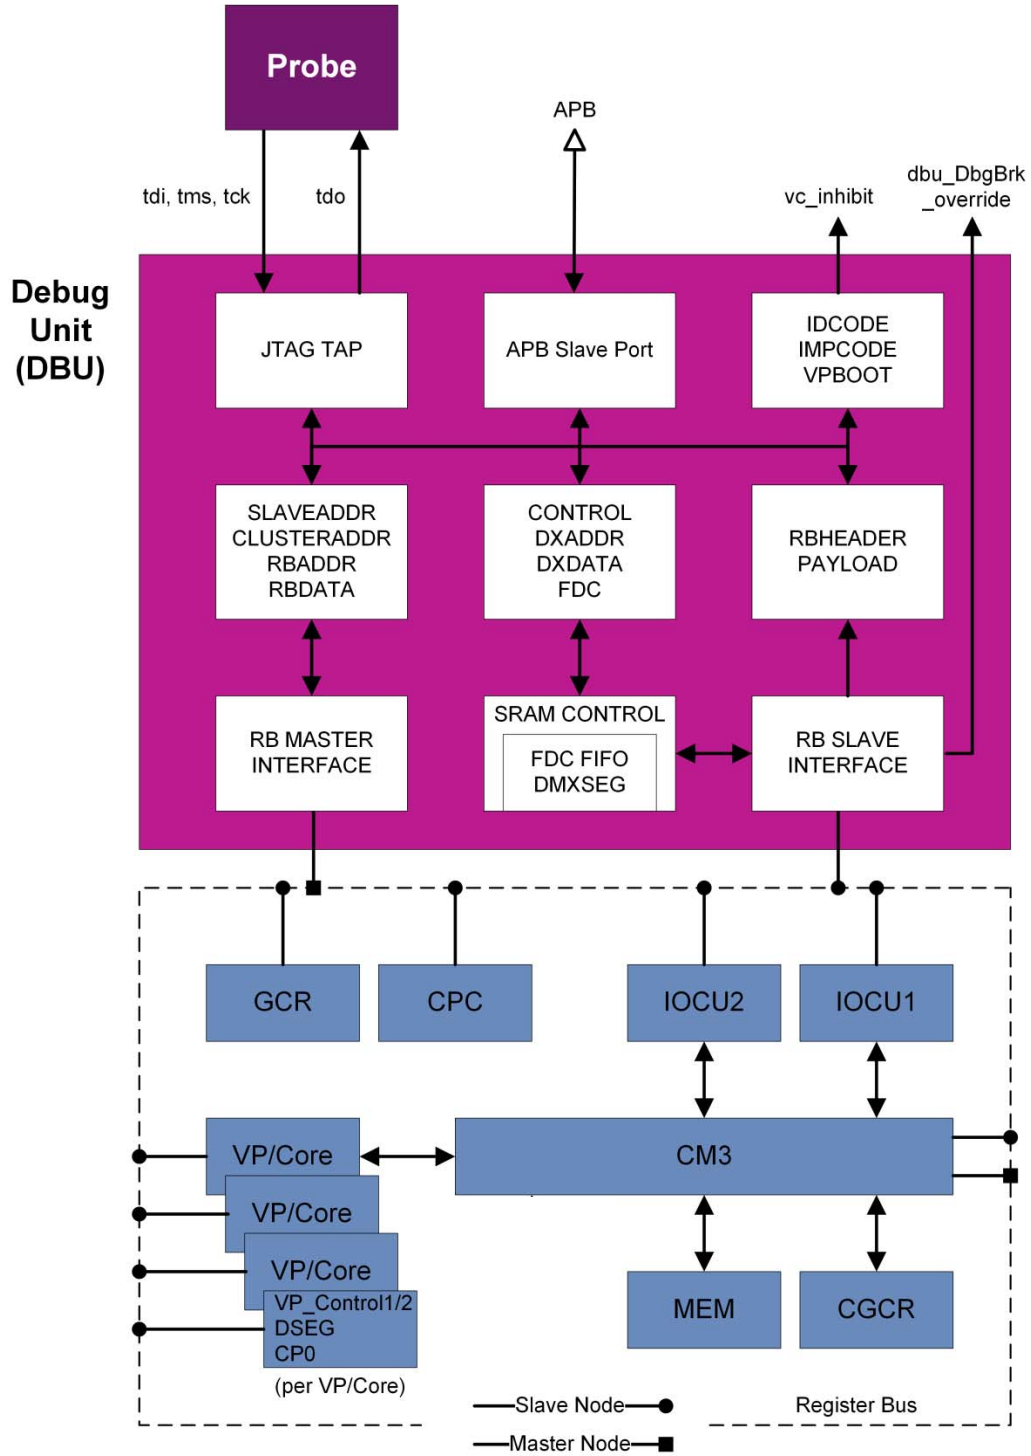 Probe
APB
tdi, tms, tck
tdo
vc_inhibit
dbu_DbgBrk
_override
Debug
Unit
(DBU)
JTAG TAP
APB Slave Port
IDCODE
IMPCODE
VPBOOT
SLAVEADDR
CLUSTERADDR
RBADDR
RBDATA
CONTROL
DXADDR
DXDATA
FDC
RBHEADER
PAYLOAD
RB MASTER
INTERFACE
SRAM CONTROL
FDC FIFO
DMXSEG
RB SLAVE
INTERFACE
GCR
CPC
IOCU2
IOCU1
VP/Core
CM3
VP/Core
VP/Core
VP_Control1/2
DSEG
CP0
(per VP/Core)
MEM
CGCR
Slave Node
Register Bus
Master Node